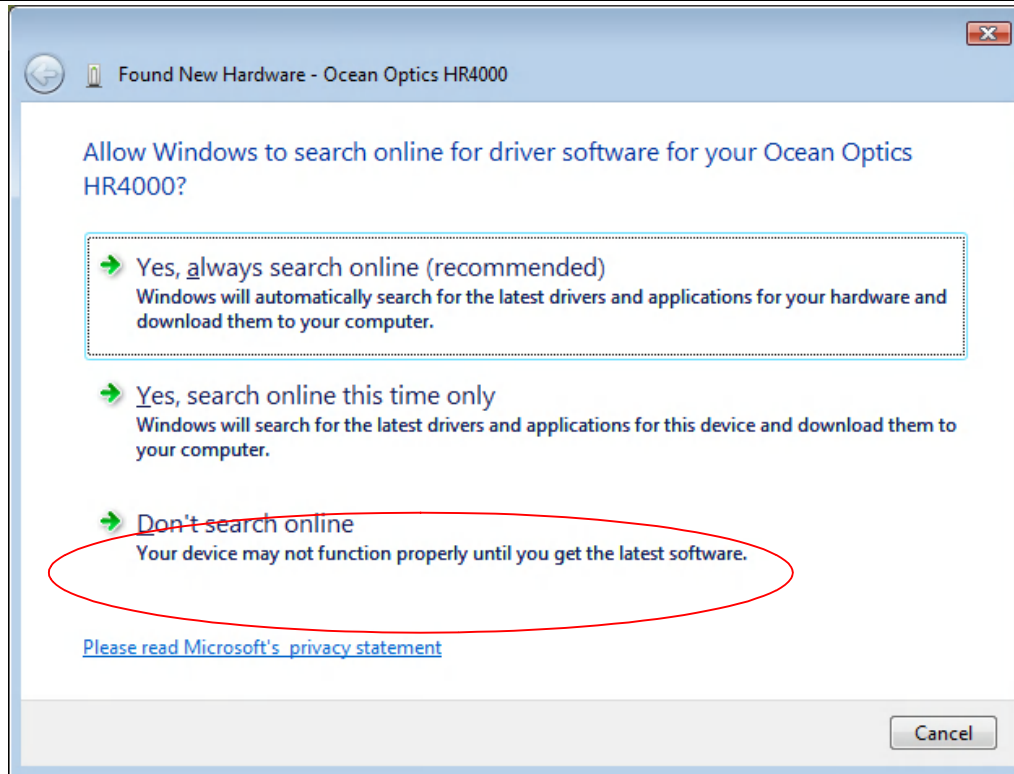 Found New Hardware - Ocean Optics HR4000
Allow Windows to search online for driver software for your Ocean Optics
HR4000?
Yes, always search online (recommended)
Windows will automatically search for the latest drivers and applications for your hardware and
download them to your computer.
Yes, search online this time only
Windows will search for the latest drivers and applications for this device and download them to
your computer.
Don't search online
Your device may not function properly until you get the latest software.
Please read Microsoft's privacy statement
Cancel